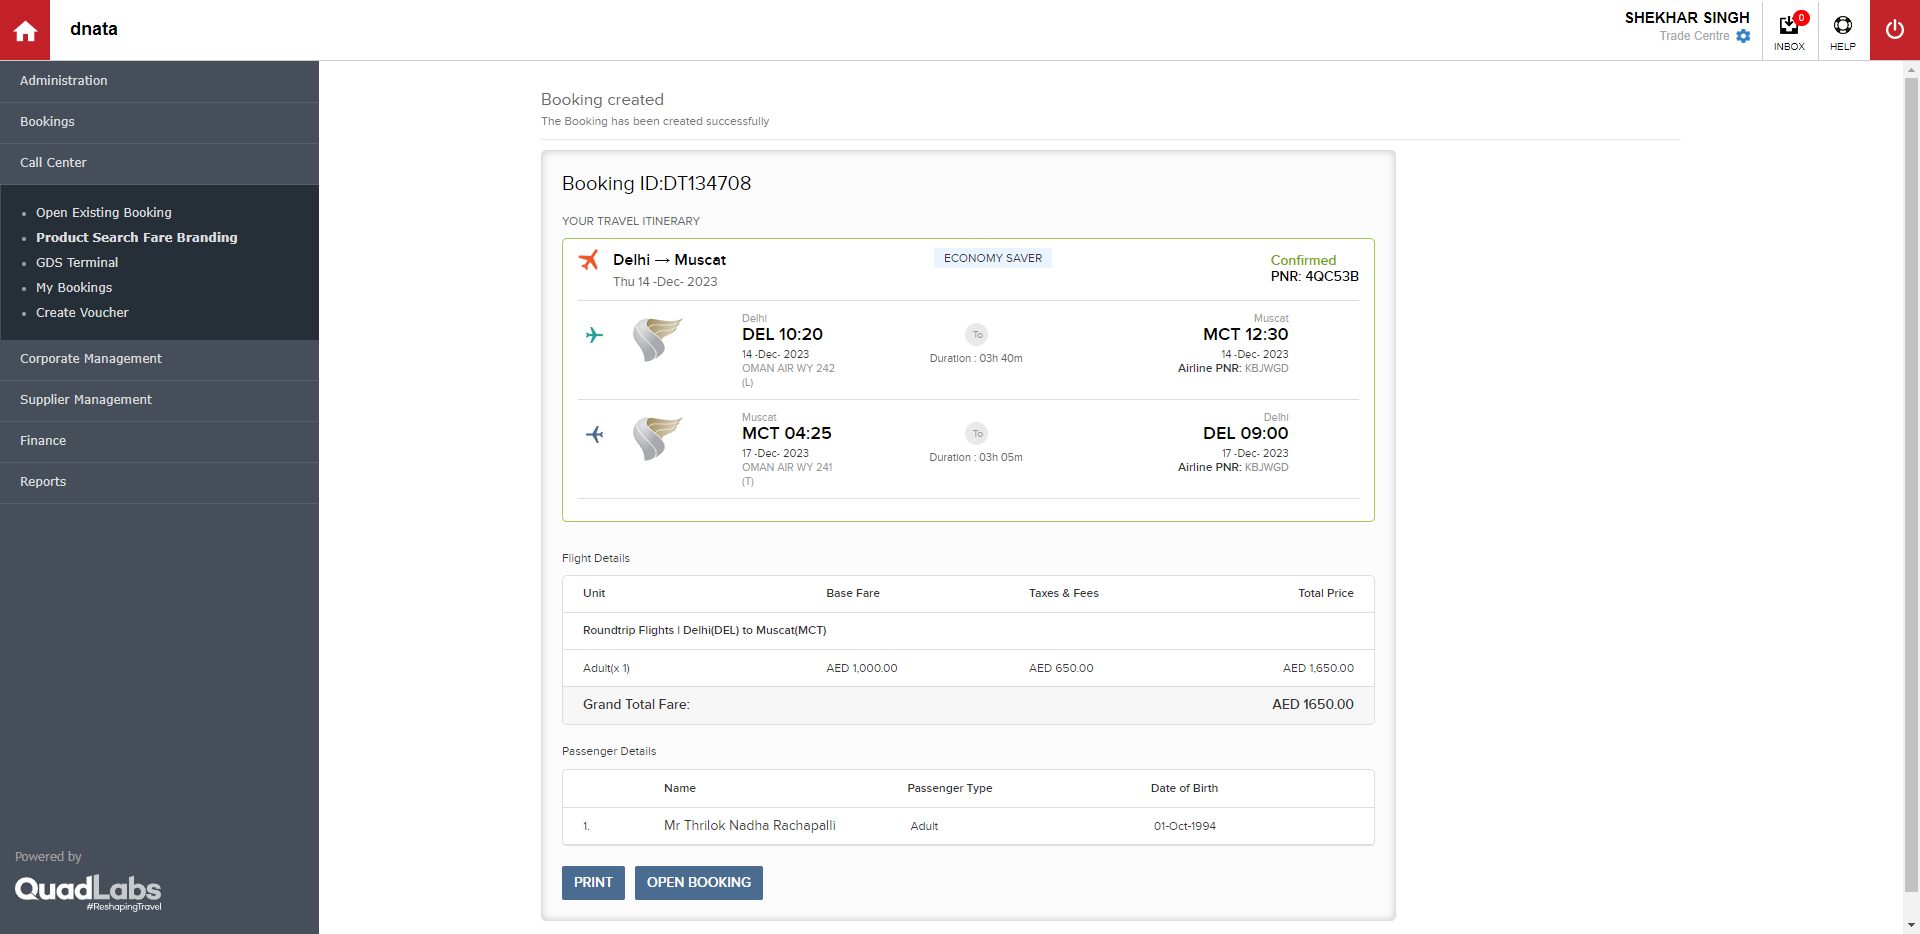 dnata
SHEKHAR SINGH
Trade Centre
0
INBOX
HELP
Administration
Bookings
Call Center
Open Existing Booking
Product Search Fare Branding
GDS Terminal
My Bookings
Create Voucher
Corporate Management
Supplier Management
Finance
Reports
Powered by
QuadLabs
#ReshapingTravel
Booking created
The Booking has been created successfully
Booking ID:DT134708
YOUR TRAVEL ITINERARY
Delhi → Muscat ECONOMY SAVER Confirmed
Thu 14 -Dec- 2023 PNR: 4QC53B
Delhi Muscat
DEL 10:20 To MCT 12:30
14 -Dec- 2023 Duration : 03h 40m 14 -Dec- 2023
OMAN AIR WY 242 Airline PNR: KBJWGD
(L)
Muscat Delhi
MCT 04:25 To DEL 09:00
17 -Dec- 2023 Duration : 03h 05m 17 -Dec- 2023
OMAN AIR WY 241 Airline PNR: KBJWGD
(T)
Flight Details
Unit Base Fare Taxes & Fees Total Price
Roundtrip Flights | Delhi(DEL) to Muscat(MCT)
Adult(x 1) AED 1,000.00 AED 650.00 AED 1,650.00
Grand Total Fare: AED 1650.00
Passenger Details
Name Passenger Type Date of Birth
1. Mr Thrilok Nadha Rachapalli Adult 01-Oct-1994
PRINT OPEN BOOKING